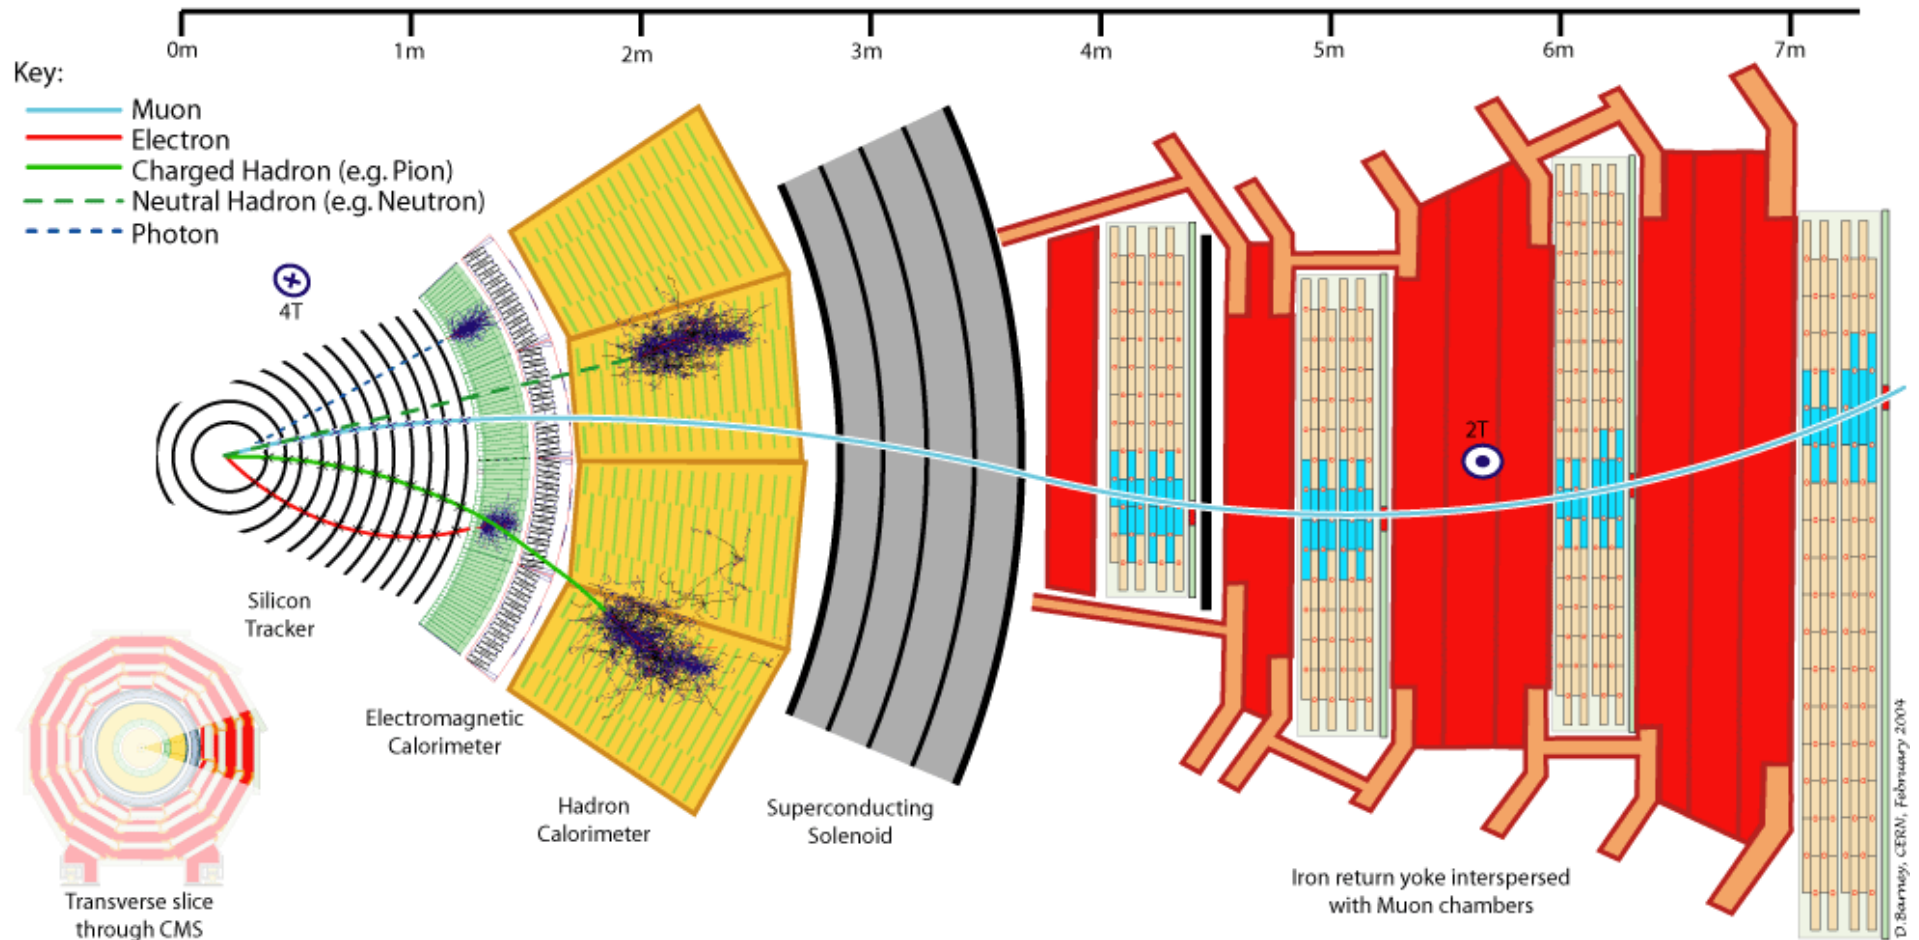 0m 1m 2m 3m 4m 5m 6m 7m
Key:
Muon
Electron
Charged Hadron (e.g. Pion)
Neutral Hadron (e.g. Neutron)
Photon
4T
2T
Silicon
Tracker
Electromagnetic
Calorimeter
Hadron
Calorimeter
Superconducting
Solenoid
Iron return yoke interspersed
with Muon chambers
Transverse slice
through CMS
D.Barney, CERN, February 2004